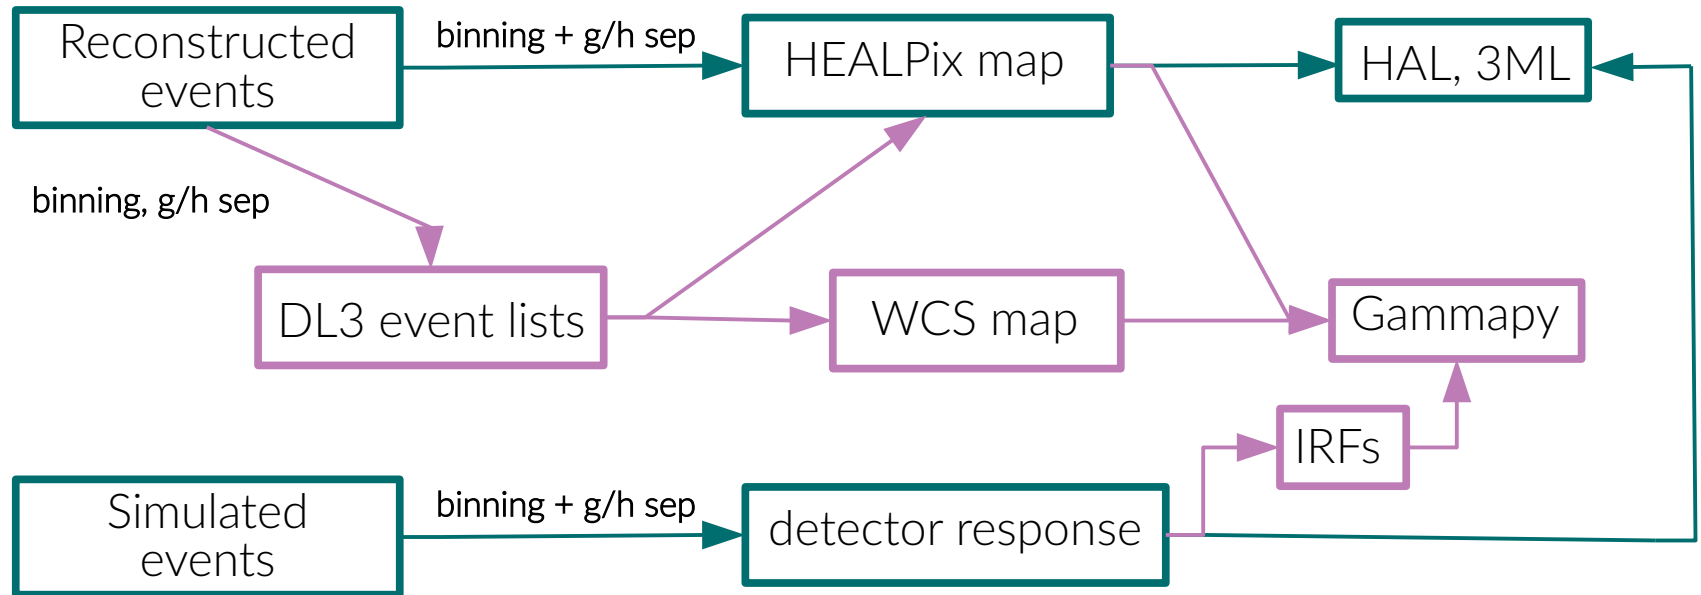 Reconstructed
events
binning + g/h sep
HEALPix map
HAL, 3ML
binning, g/h sep
DL3 event lists
WCS map
Gammapy
IRFs
Simulated
events
binning + g/h sep
detector response